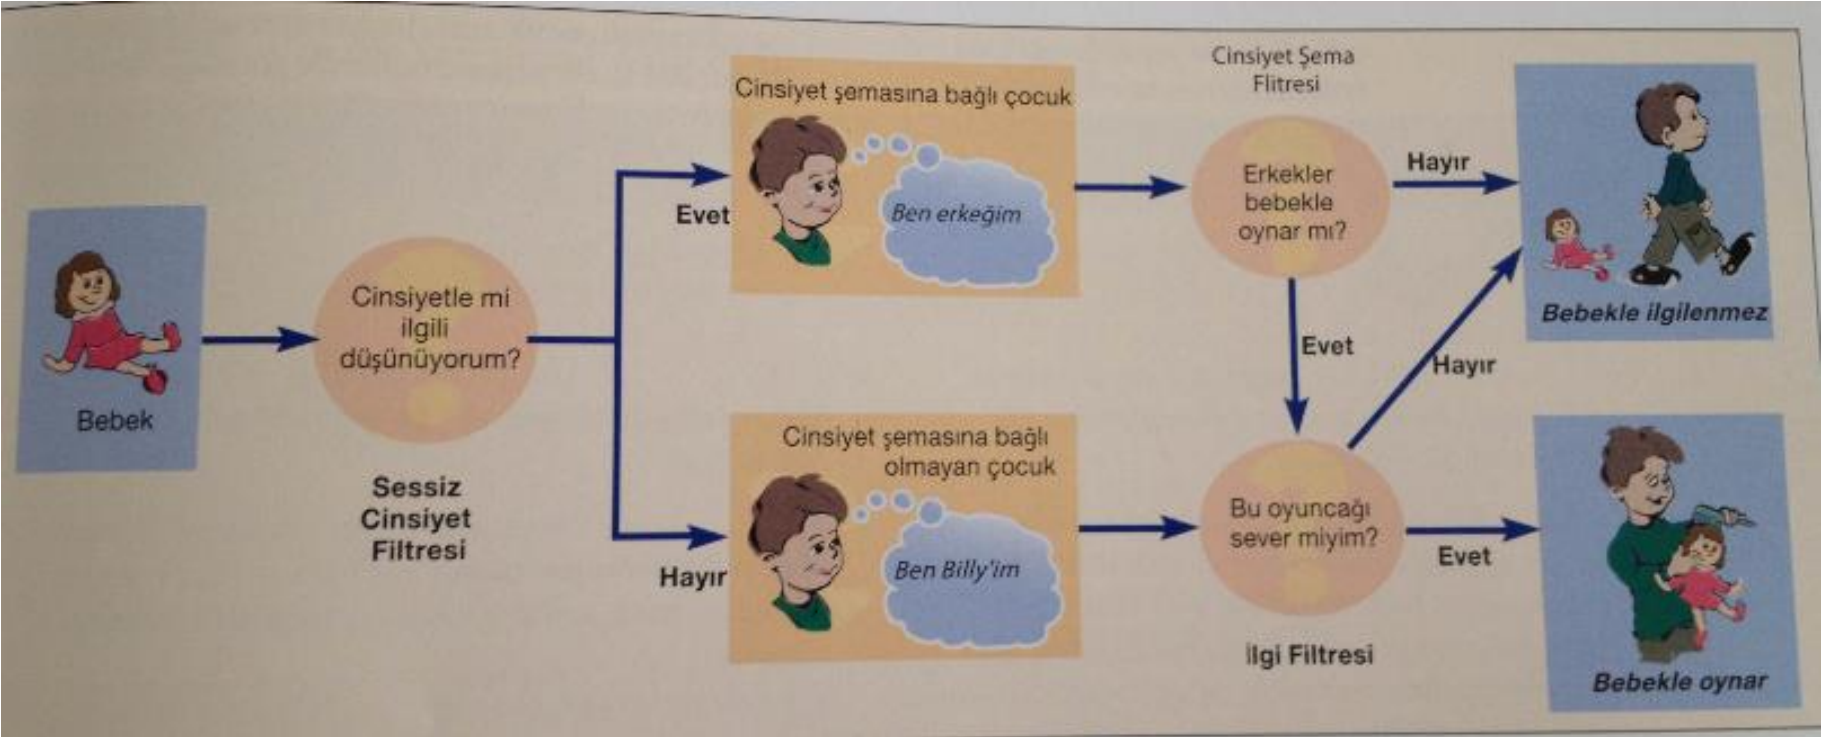 Bebek
Cinsiyetle mi
ilgili
düşünüyorum?
Sessiz
Cinsiyet
Filtresi
Evet
Hayır
Cinsiyet şemasına bağlı çocuk
Ben erkeğim
Cinsiyet şemasına bağlı
olmayan çocuk
Ben Billy'im
Cinsiyet Şema
Flitresi
Erkekler
bebekle
oynar mı?
Hayır
Evet
Hayır
Bu oyuncağı
sever miyim?
Evet
İlgi Filtresi
Bebekle ilgilenmez
Bebekle oynar